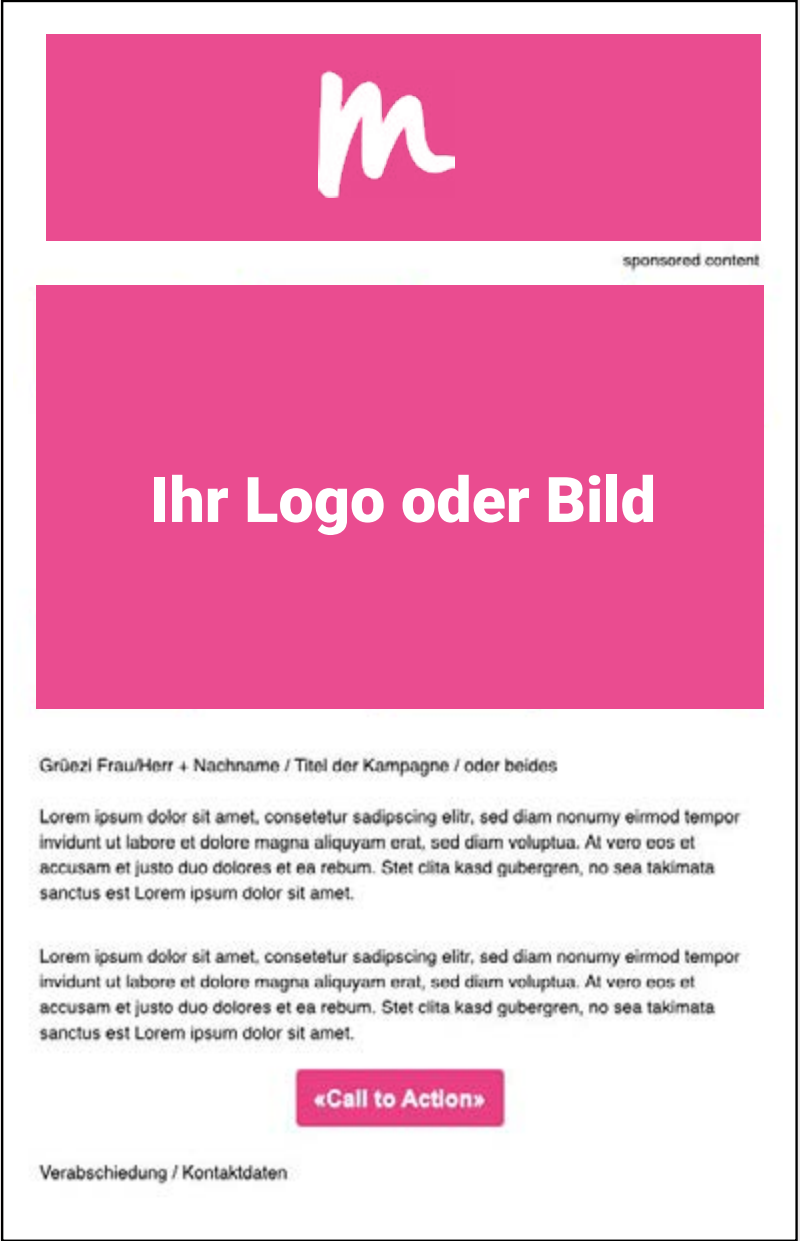 m
sponsored content
Ihr Logo oder Bild
Grüezi Frau/Herr + Nachname / Titel der Kampagne / oder beides
Lorem ipsum dolor sit amet, consetetur sadipscing elitr, sed diam nonumy eirmod tempor
invidunt ut labore et dolore magna aliquyam erat, sed diam voluptua. At vero eos et
accusam et justo duo dolores et ea rebum. Stet clita kasd gubergren, no sea takimata
sanctus est Lorem ipsum dolor sit amet.
Lorem ipsum dolor sit amet, consetetur sadipscing elitr, sed diam nonumy eirmod tempor
invidunt ut labore et dolore magna aliquyam erat, sed diam voluptua. At vero eos et
accusam et justo duo dolores et ea rebum. Stet clita kasd gubergren, no sea takimata
sanctus est Lorem ipsum dolor sit amet.
«Call to Action»
Verabschiedung / Kontaktdaten